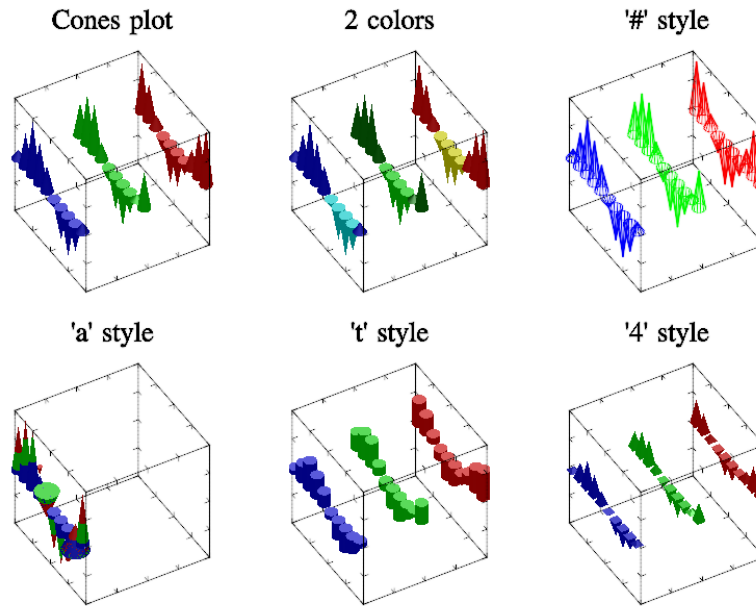 Cones plot
2 colors
'#' style
'a' style
't' style
'4' style